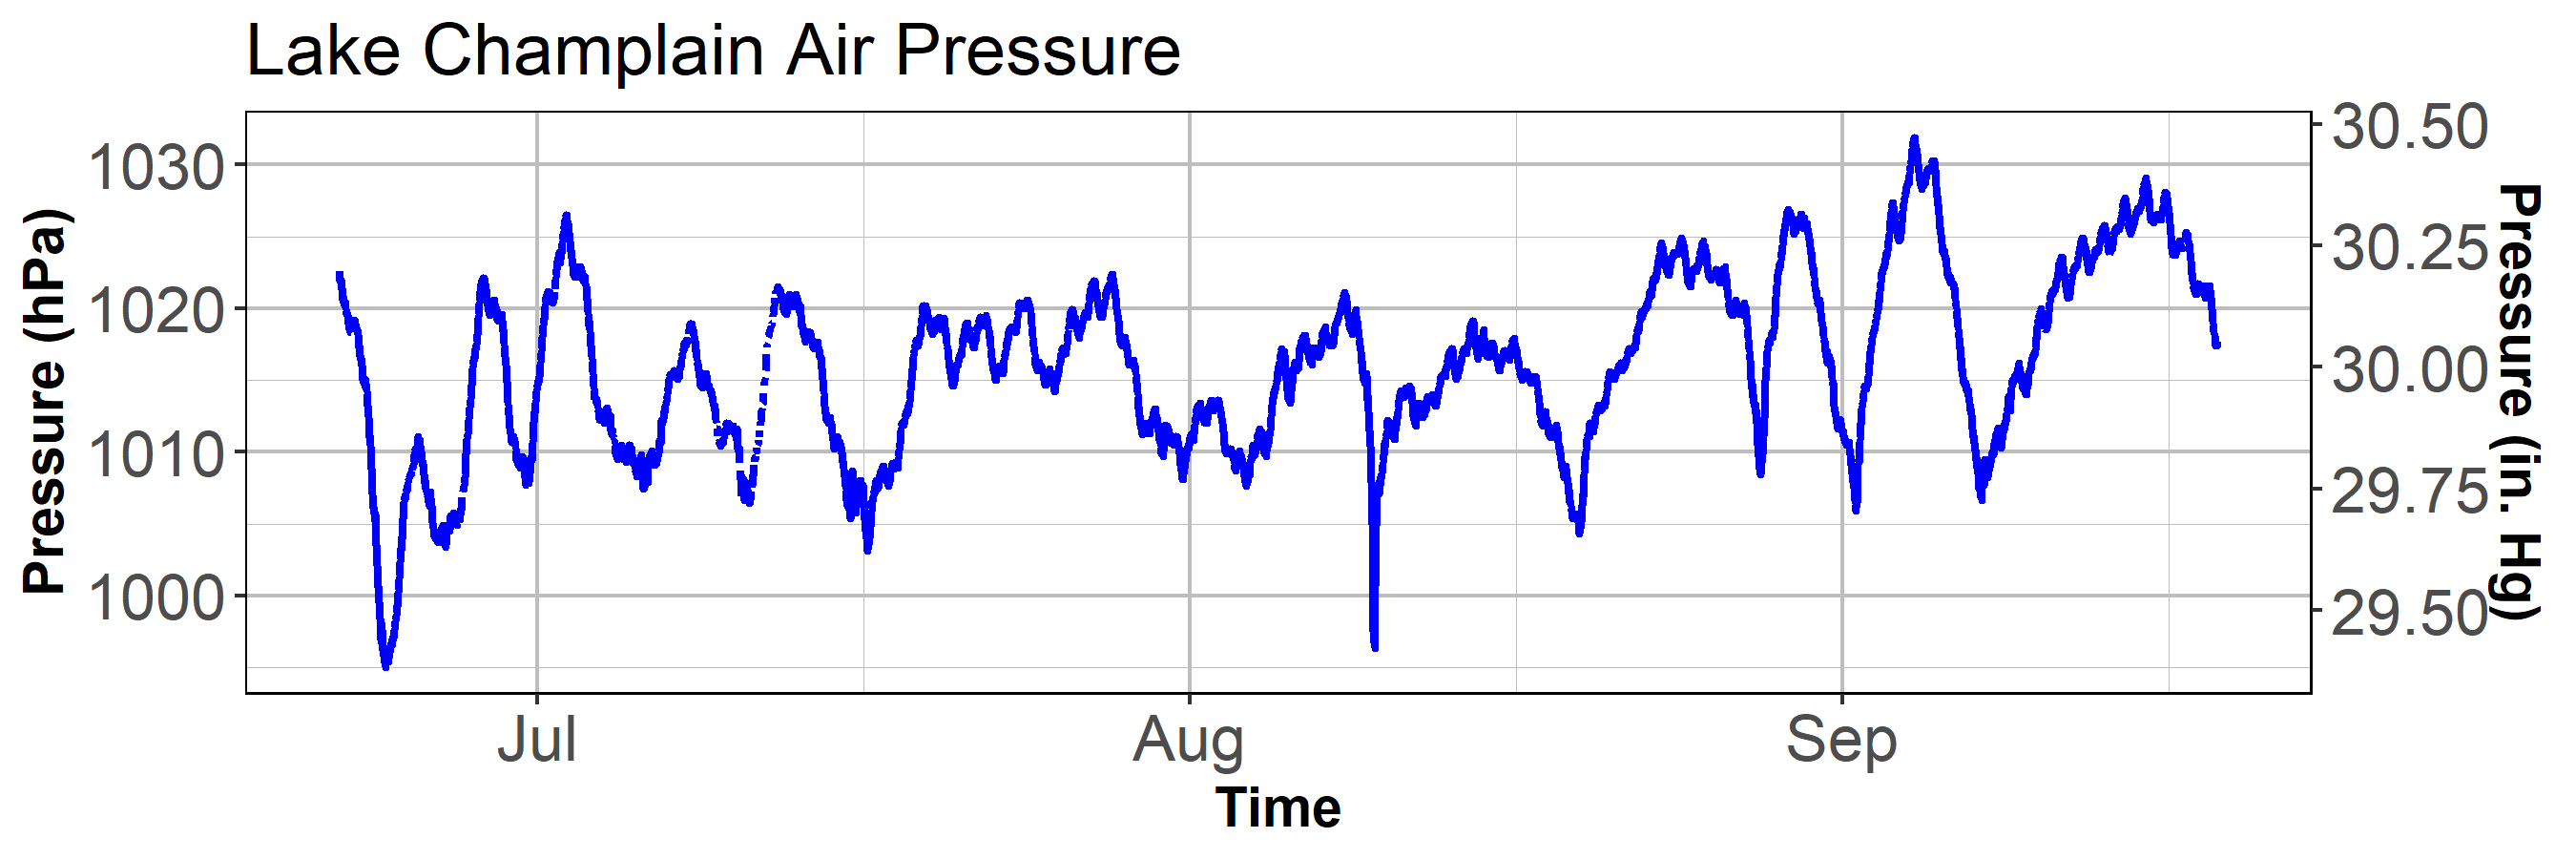 Lake Champlain Air Pressure
Pressure (hPa)
1030
1020
1010
1000
30.50
30.25
30.00
29.75
29.50
Pressure (in. Hg)
Jul
Aug
Sep
Time